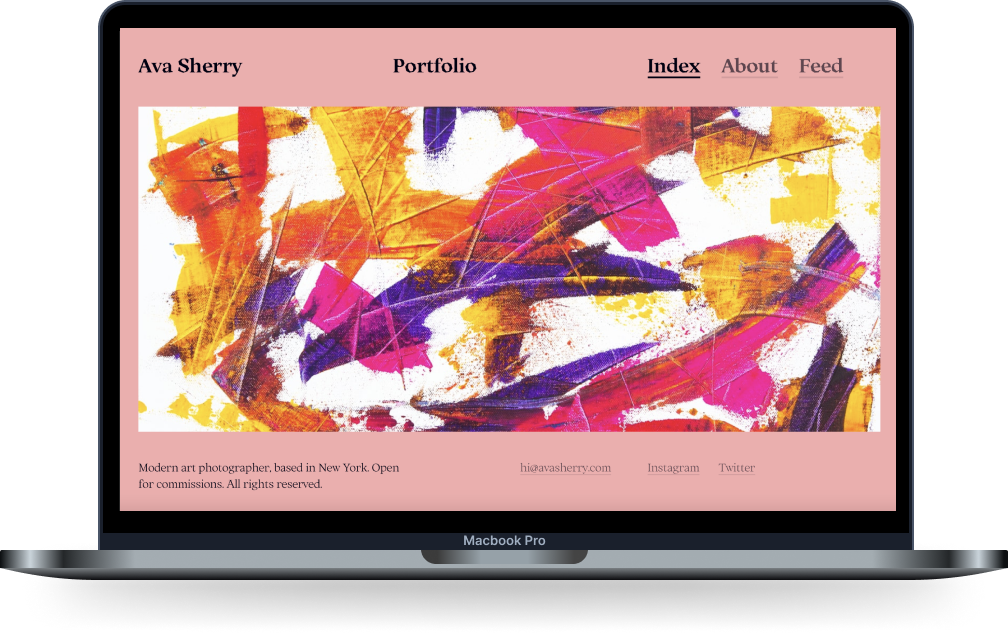 Ava Sherry Portfolio Index About Feed
Modern art photographer, based in New York. Open
for commissions. All rights reserved.
hi@avasherry.com Instagram Twitter
Macbook Pro